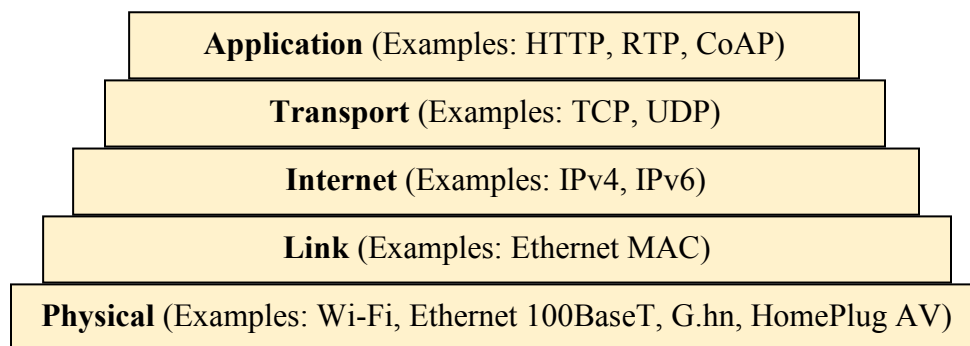 Application (Examples: HTTP, RTP, CoAP)
Transport (Examples: TCP, UDP)
Internet (Examples: IPv4, IPv6)
Link (Examples: Ethernet MAC)
Physical (Examples: Wi-Fi, Ethernet 100BaseT, G.hn, HomePlug AV)